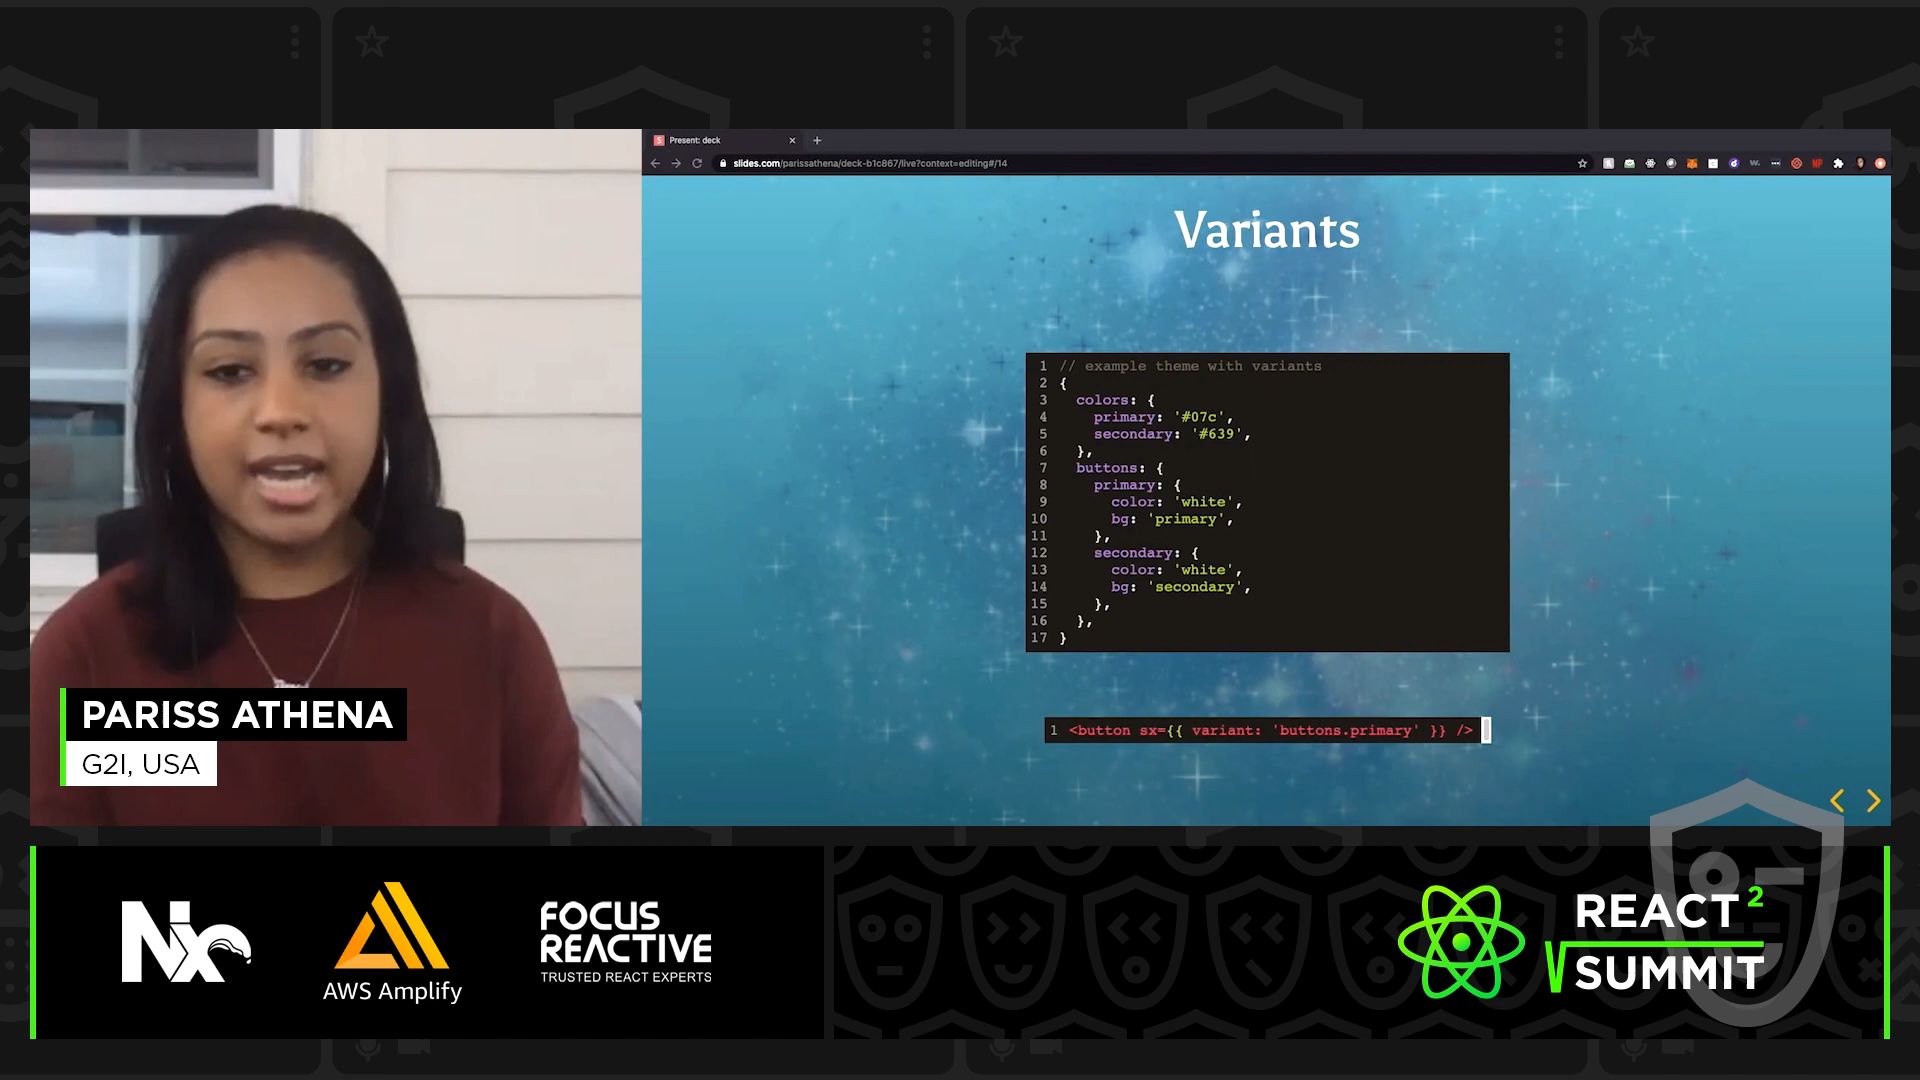 Present: deck
slides.com/parissathena/deck-b1c867/live?context=editing#/14
Variants
1 // example theme with variants
2 {
3 colors: {
4 primary: '#07c',
5 secondary: '#639',
6 },
7 buttons: {
8 primary: {
9 color: 'white',
10 bg: 'primary',
11 },
12 secondary: {
13 color: 'white',
14 bg: 'secondary',
15 },
16 },
17 }
1 <button sx={{ variant: 'buttons.primary' }} />
PARISS ATHENA
G2I, USA
Nx
AWS Amplify
FOCUS
REACTIVE
TRUSTED REACT EXPERTS
REACT 2
SUMMIT